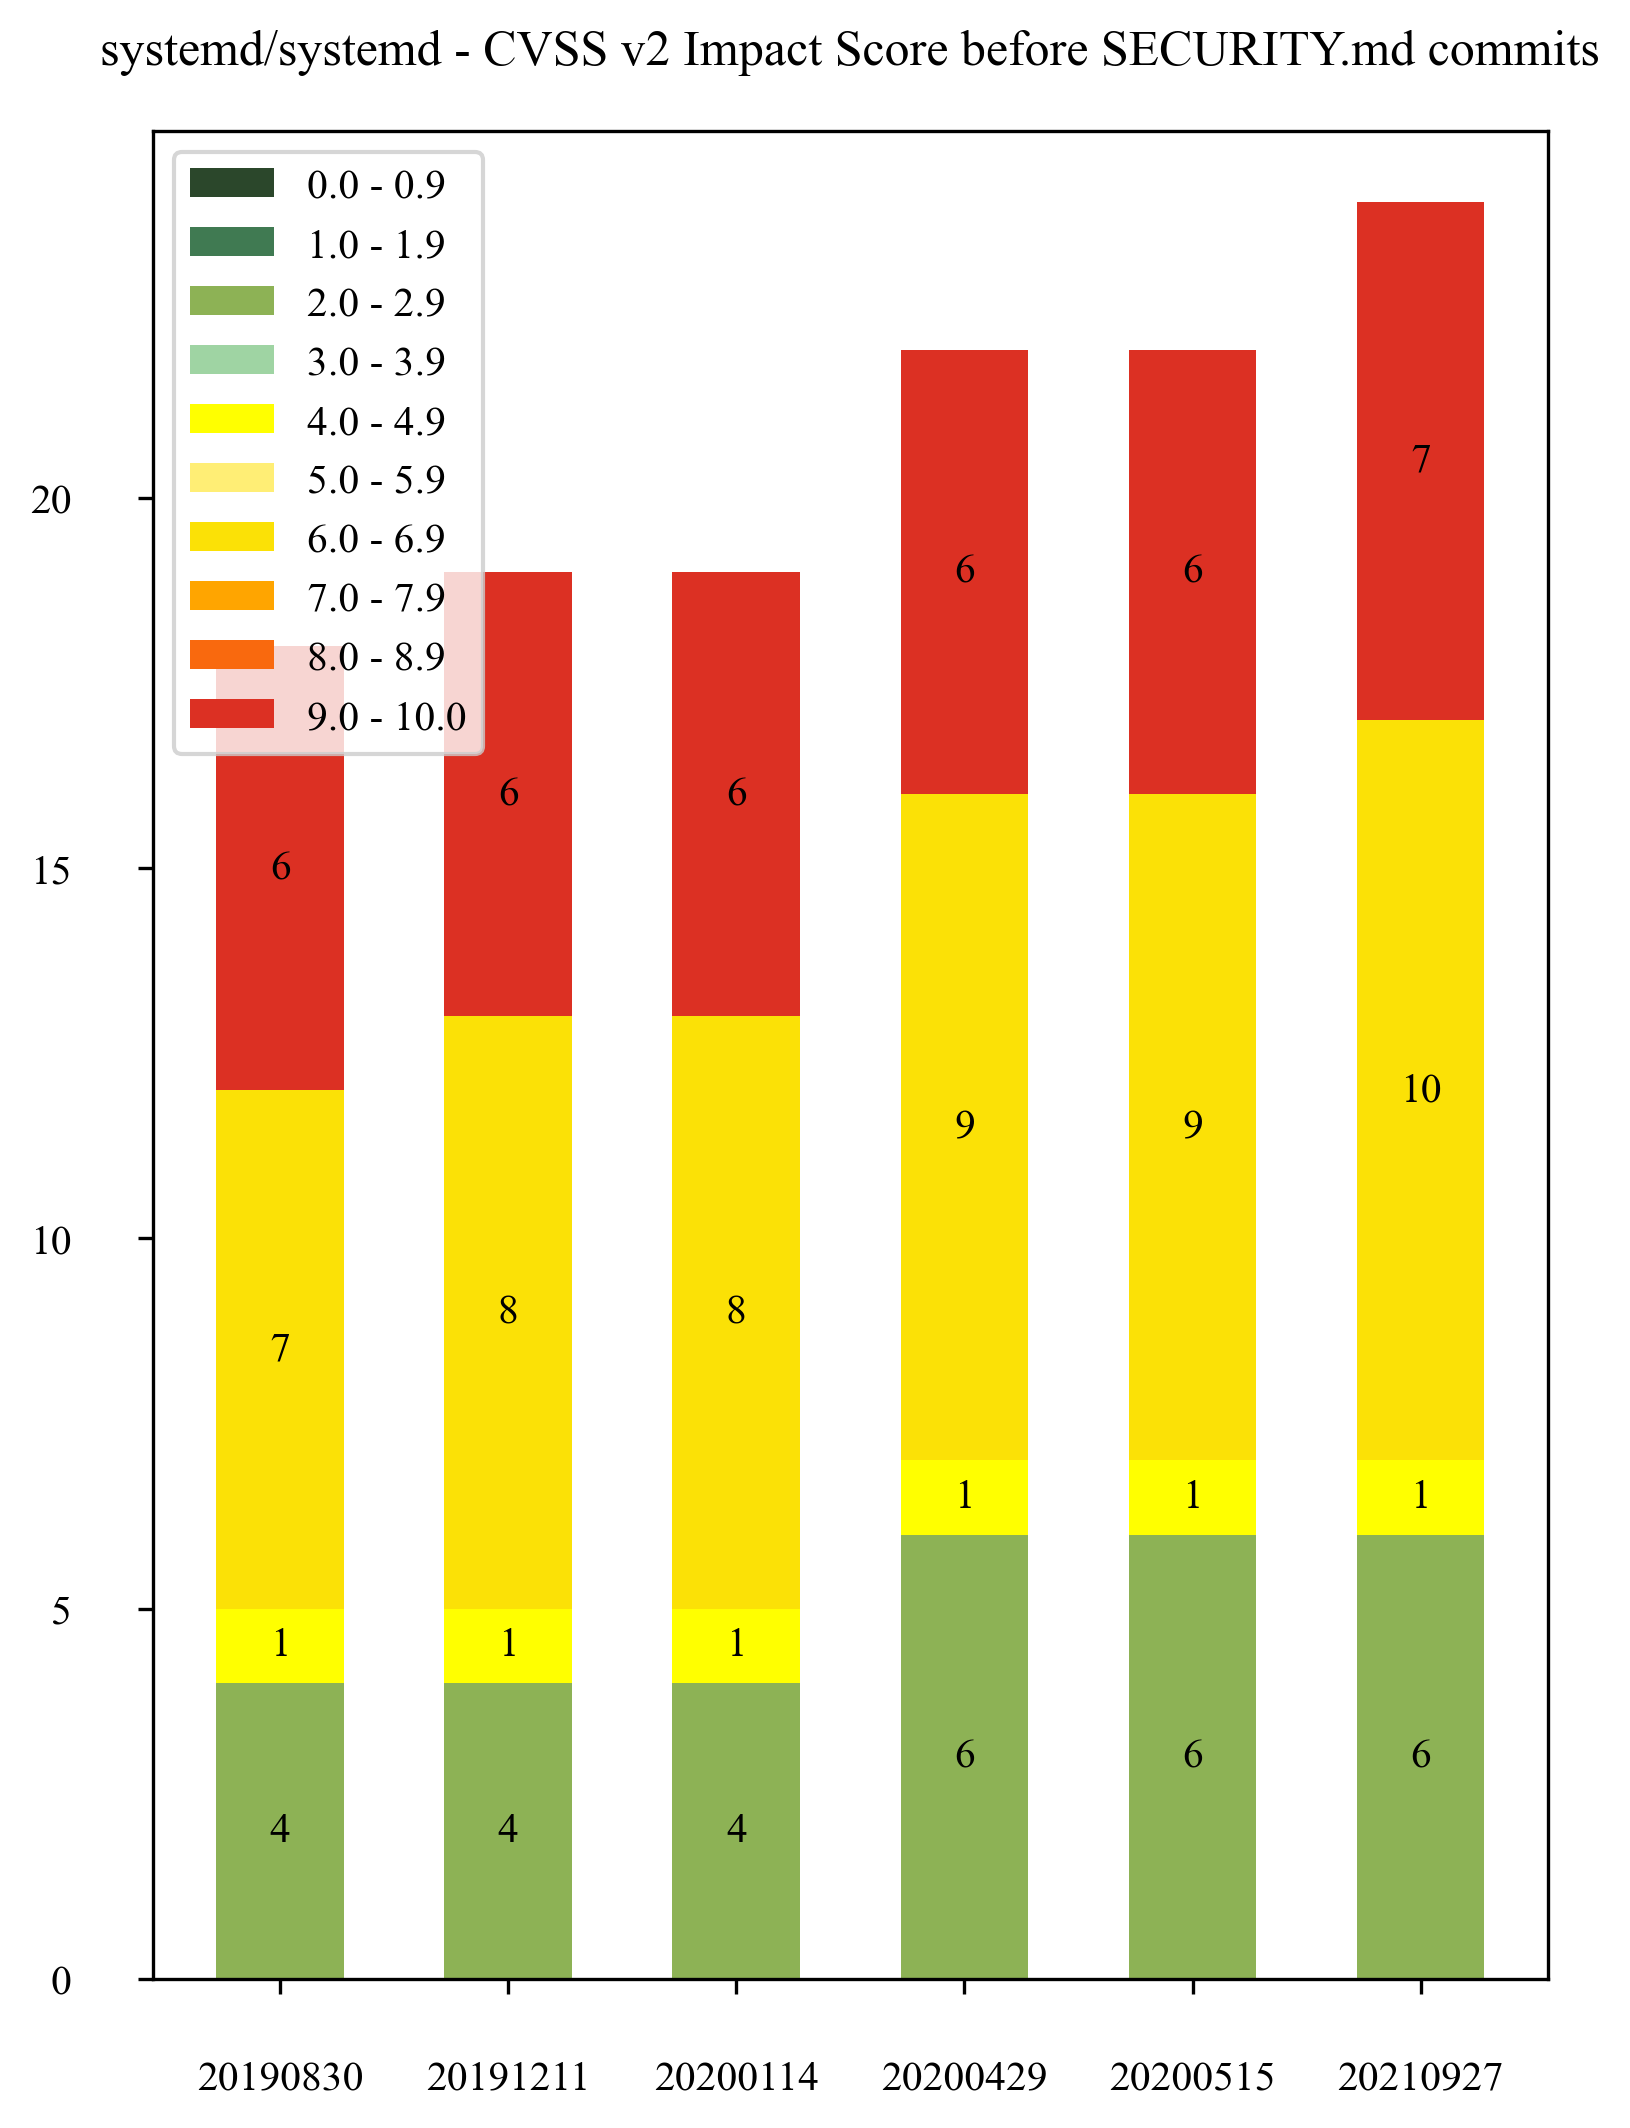 systemd/systemd - CVSS v2 Impact Score before SECURITY.md commits
0.0 - 0.9
1.0 - 1.9
2.0 - 2.9
3.0 - 3.9
4.0 - 4.9
5.0 - 5.9
6.0 - 6.9
7.0 - 7.9
8.0 - 8.9
9.0 - 10.0
20
15
10
5
0
6 6 6 6 6 7
7 8 8 9 9 10
1 1 1 1 1 1
4 4 4 6 6 6
20190830 20191211 20200114 20200429 20200515 20210927